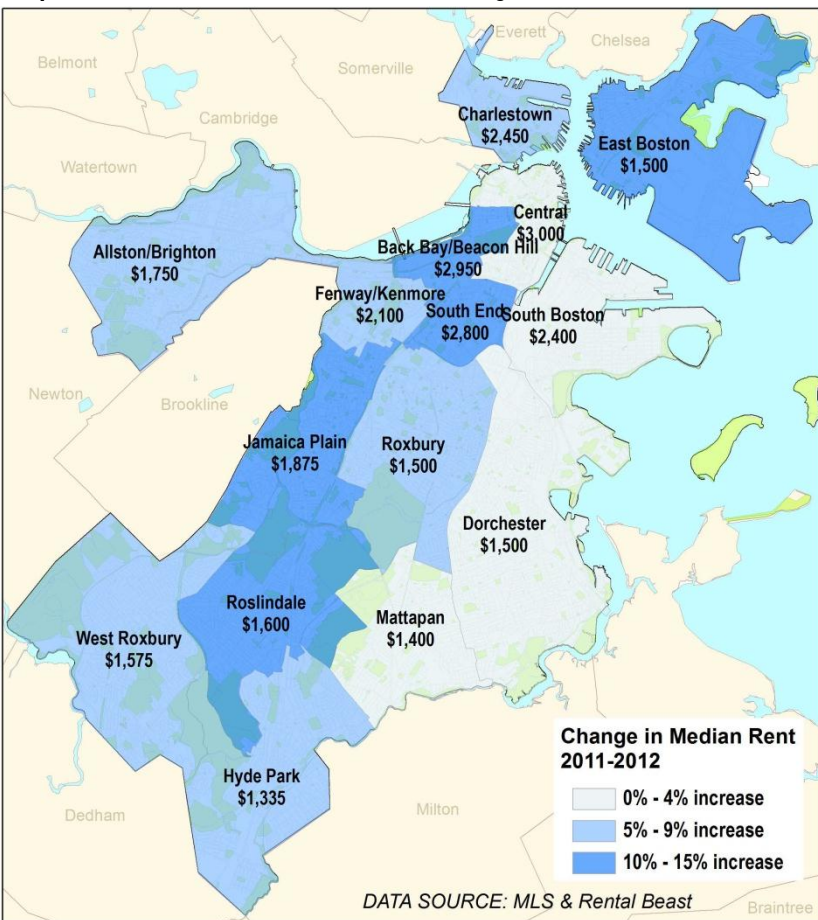 Everett
Chelsea
Belmont
Somerville
Charlestown
$2,450
Cambridge
East Boston
$1,500
Watertown
Central
$3,000
Allston/Brighton
$1,750
Back Bay/Beacon Hill
$2,950
Fenway/Kenmore
$2,100
South End
$2,800
South Boston
$2,400
Newton
Brookline
Jamaica Plain
$1,875
Roxbury
$1,500
Dorchester
$1,500
Roslindale
$1,600
Mattapan
$1,400
West Roxbury
$1,575
Hyde Park
$1,335
Dedham
Milton
Change in Median Rent
2011-2012
0% - 4% increase
5% - 9% increase
10% - 15% increase
DATA SOURCE: MLS & Rental Beast
Braintree